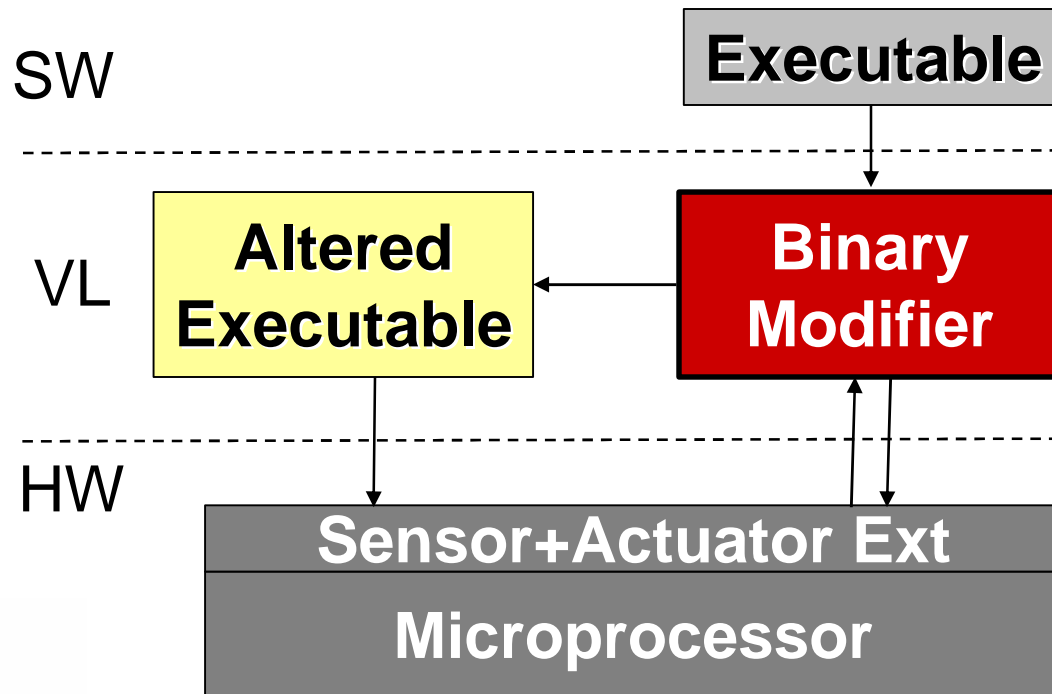 SW
Executable
VL
Altered
Executable
Binary
Modifier
HW
Sensor+Actuator Ext
Microprocessor